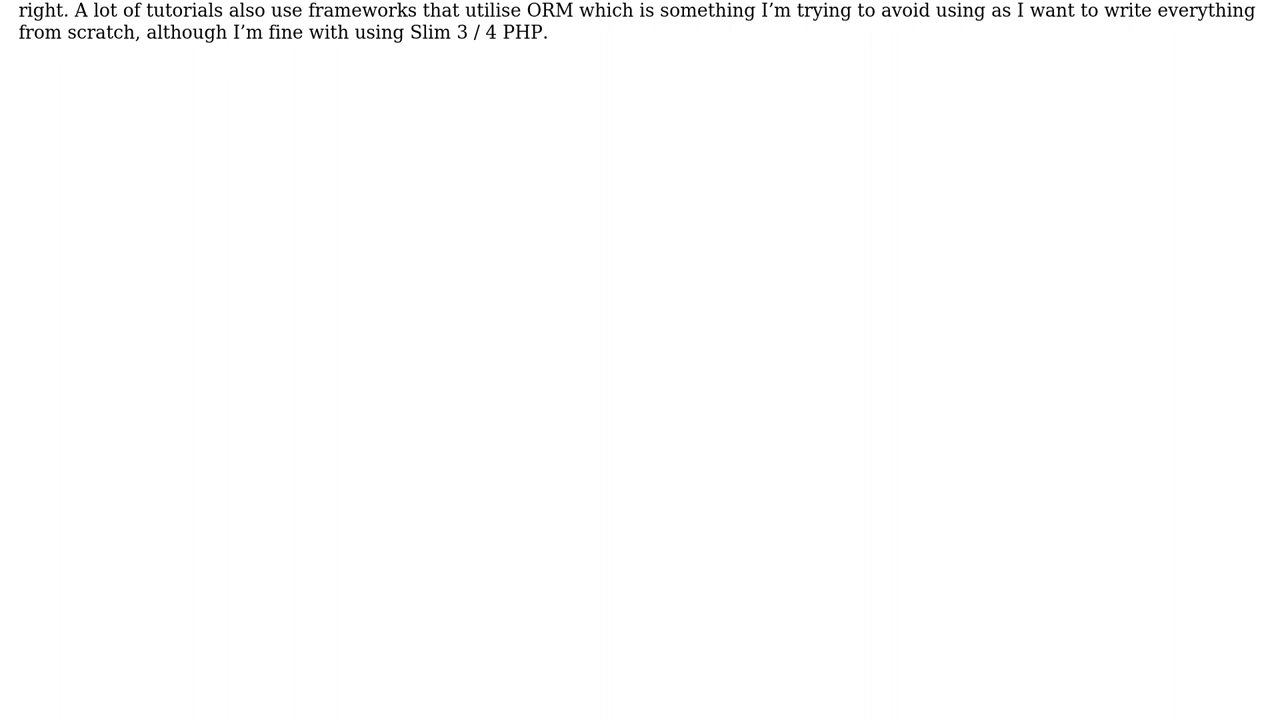 right. A lot of tutorials also use frameworks that utilise ORM which is something I’m trying to avoid using as I want to write everything
from scratch, although I’m fine with using Slim 3 / 4 PHP.